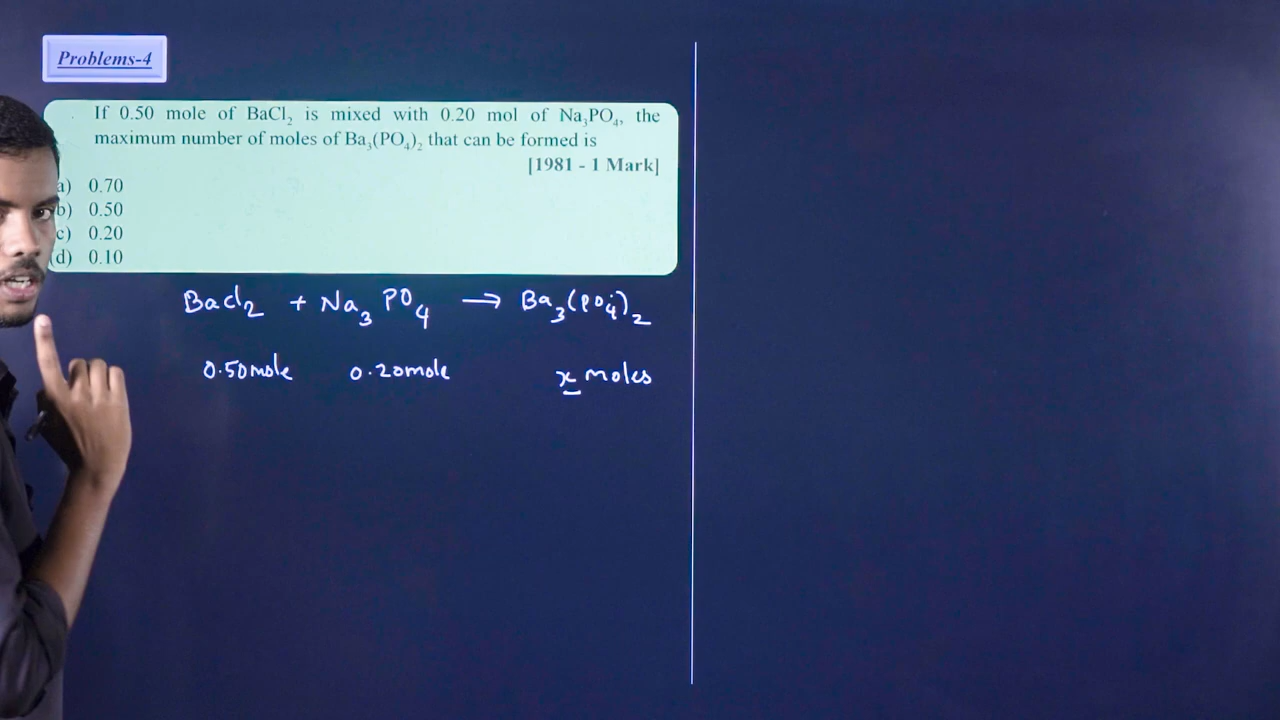 Problems-4
If 0.50 mole of BaCl₂ is mixed with 0.20 mol of Na₃PO₄, the
maximum number of moles of Ba₃(PO₄)₂ that can be formed is
[1981 - 1 Mark]
a) 0.70
b) 0.50
c) 0.20
(d) 0.10
BaCl₂ + Na₃PO₄ → Ba₃(PO₄)₂
0.50mole 0.20mole x moles